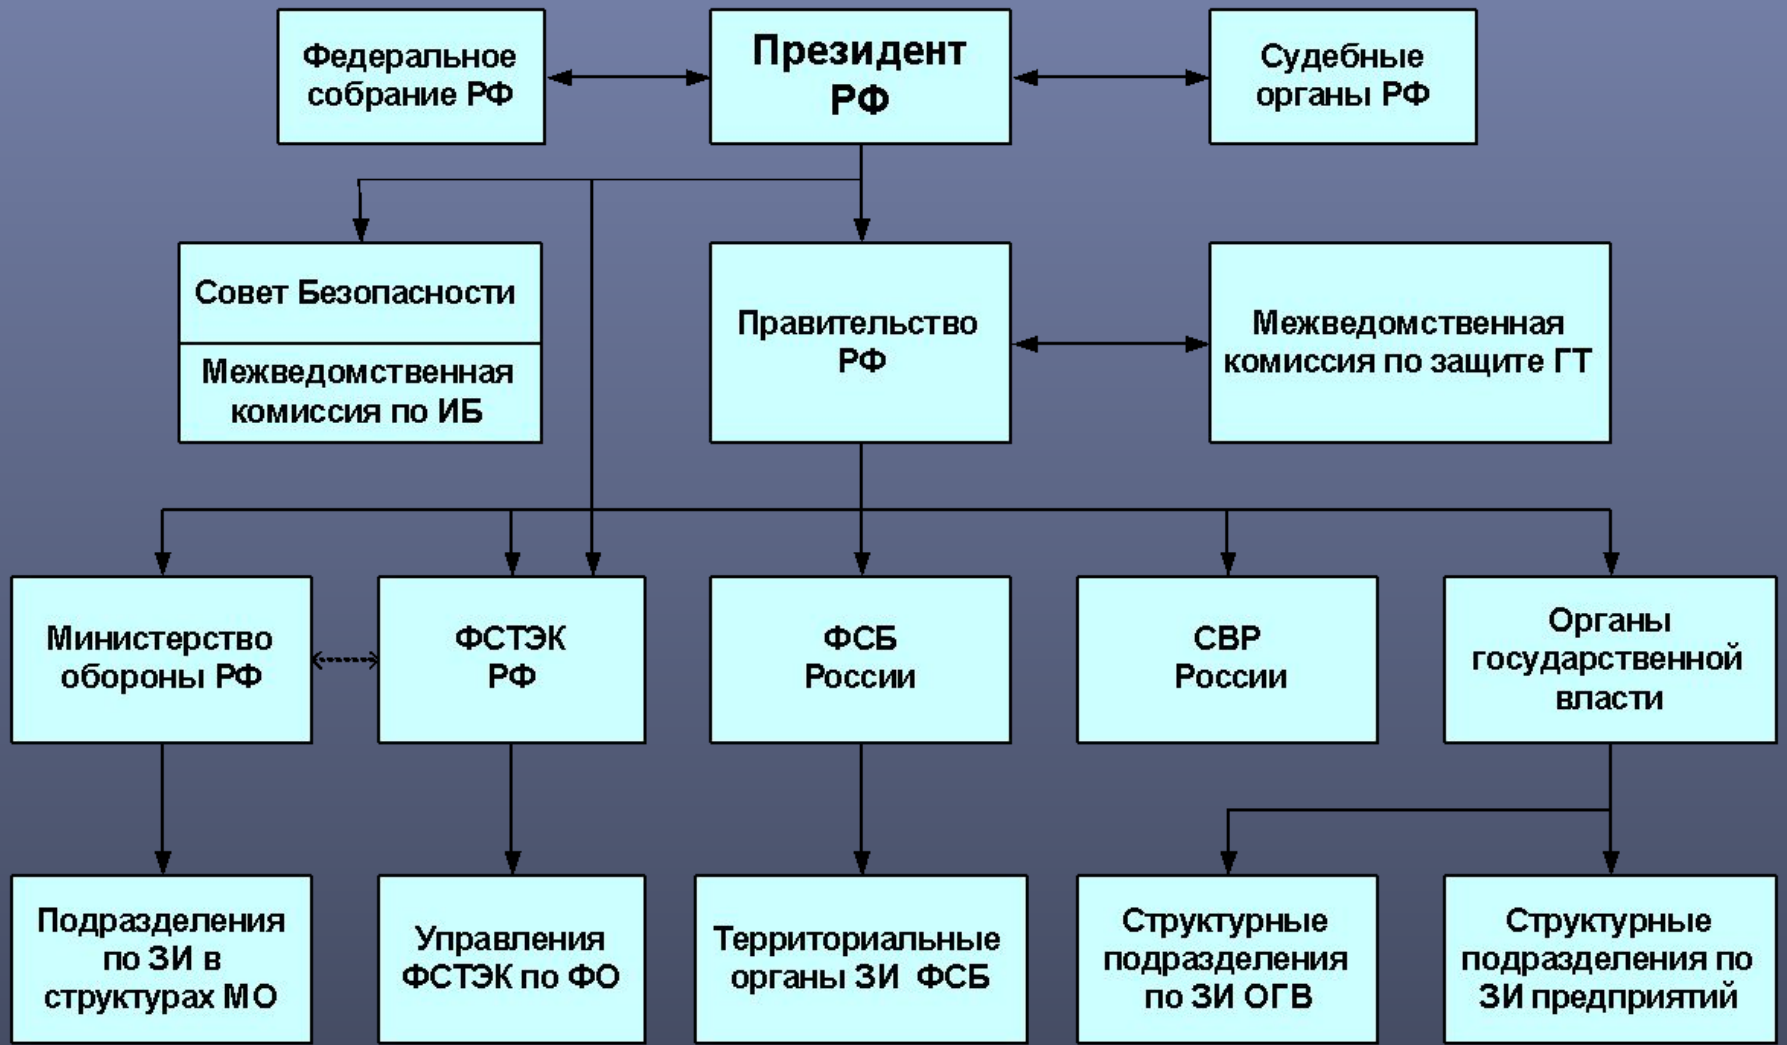 Федеральное
собрание РФ
Президент
РФ
Судебные
органы РФ
Совет Безопасности
Межведомственная
комиссия по ИБ
Правительство
РФ
Межведомственная
комиссия по защите ГТ
Министерство
обороны РФ
ФСТЭК
РФ
ФСБ
России
СВР
России
Органы
государственной
власти
Подразделения
по ЗИ в
структурах МО
Управления
ФСТЭК по ФО
Территориальные
органы ЗИ ФСБ
Структурные
подразделения
по ЗИ ОГВ
Структурные
подразделения по
ЗИ предприятий